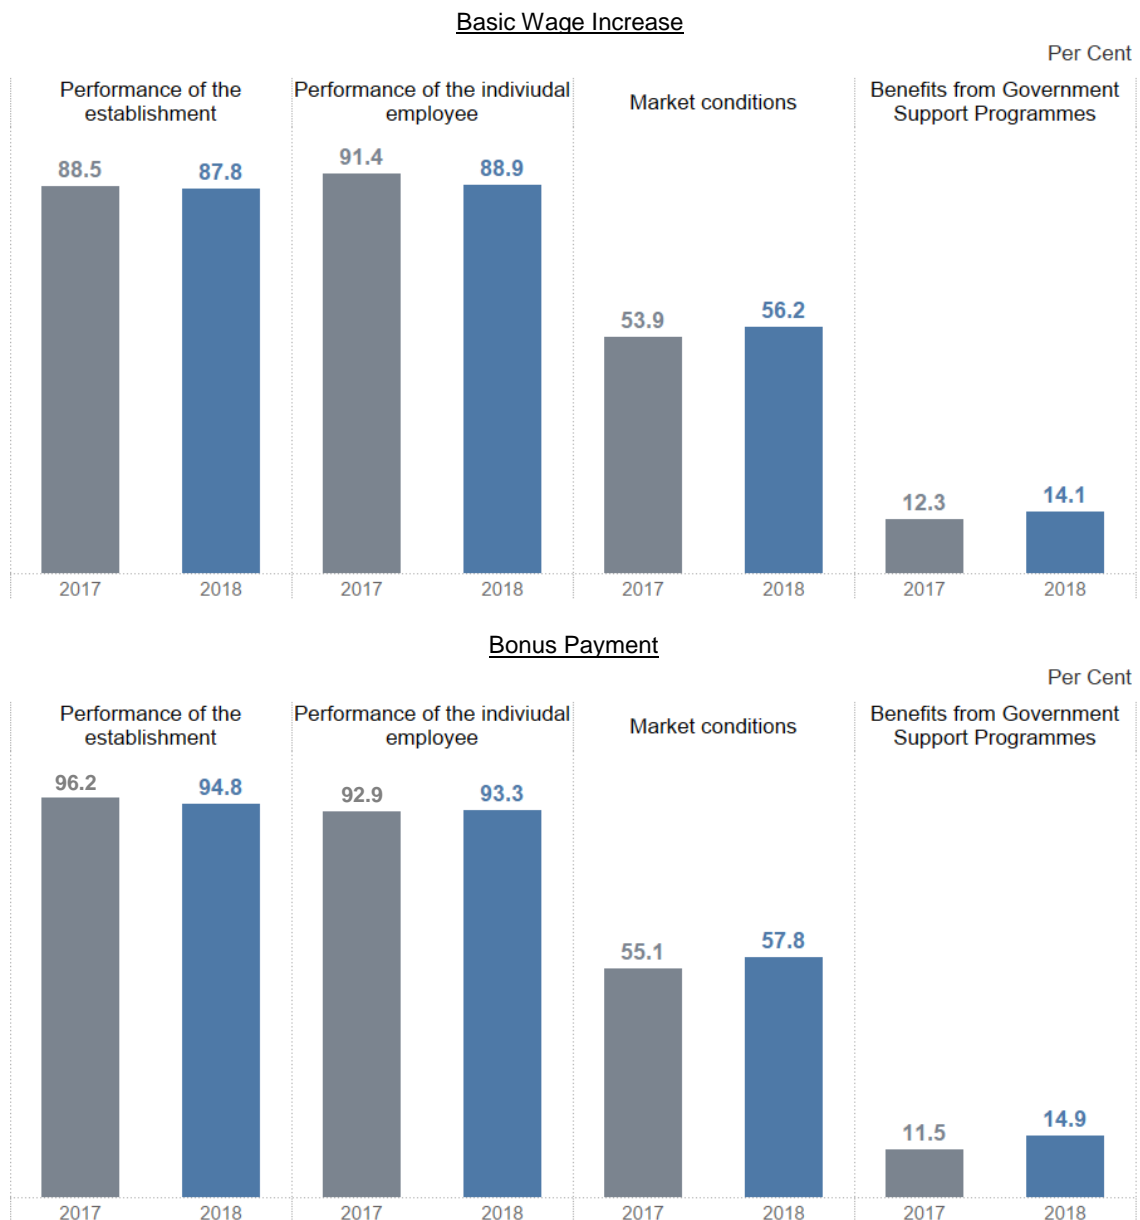 Basic Wage Increase
Per Cent
Performance of the
establishment
Performance of the indiviudal
employee
Market conditions
Benefits from Government
Support Programmes
88.5
87.8
91.4
88.9
53.9
56.2
12.3
14.1
2017
2018
2017
2018
2017
2018
2017
2018
Bonus Payment
Per Cent
Performance of the
establishment
Performance of the indiviudal
employee
Market conditions
Benefits from Government
Support Programmes
96.2
94.8
92.9
93.3
55.1
57.8
11.5
14.9
2017
2018
2017
2018
2017
2018
2017
2018